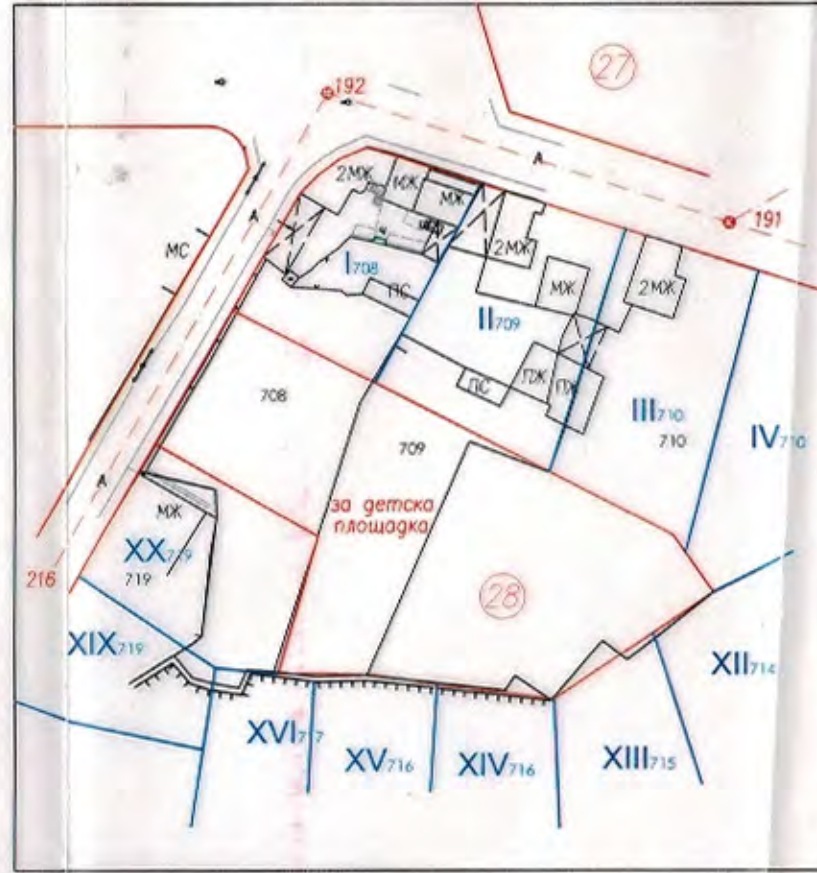 27
192
191
А
2МЖ
МЖ
МЖ
А
МС
2МЖ
I708
ПС
МЖ
2МЖ
II709
ПЖ
ПЖ
ПС
708
709
III710
710
IV710
за детска
площадка
А
МЖ
XX719
719
216
28
XIX719
XII714
XVI717
XV716
XIV716
XIII715